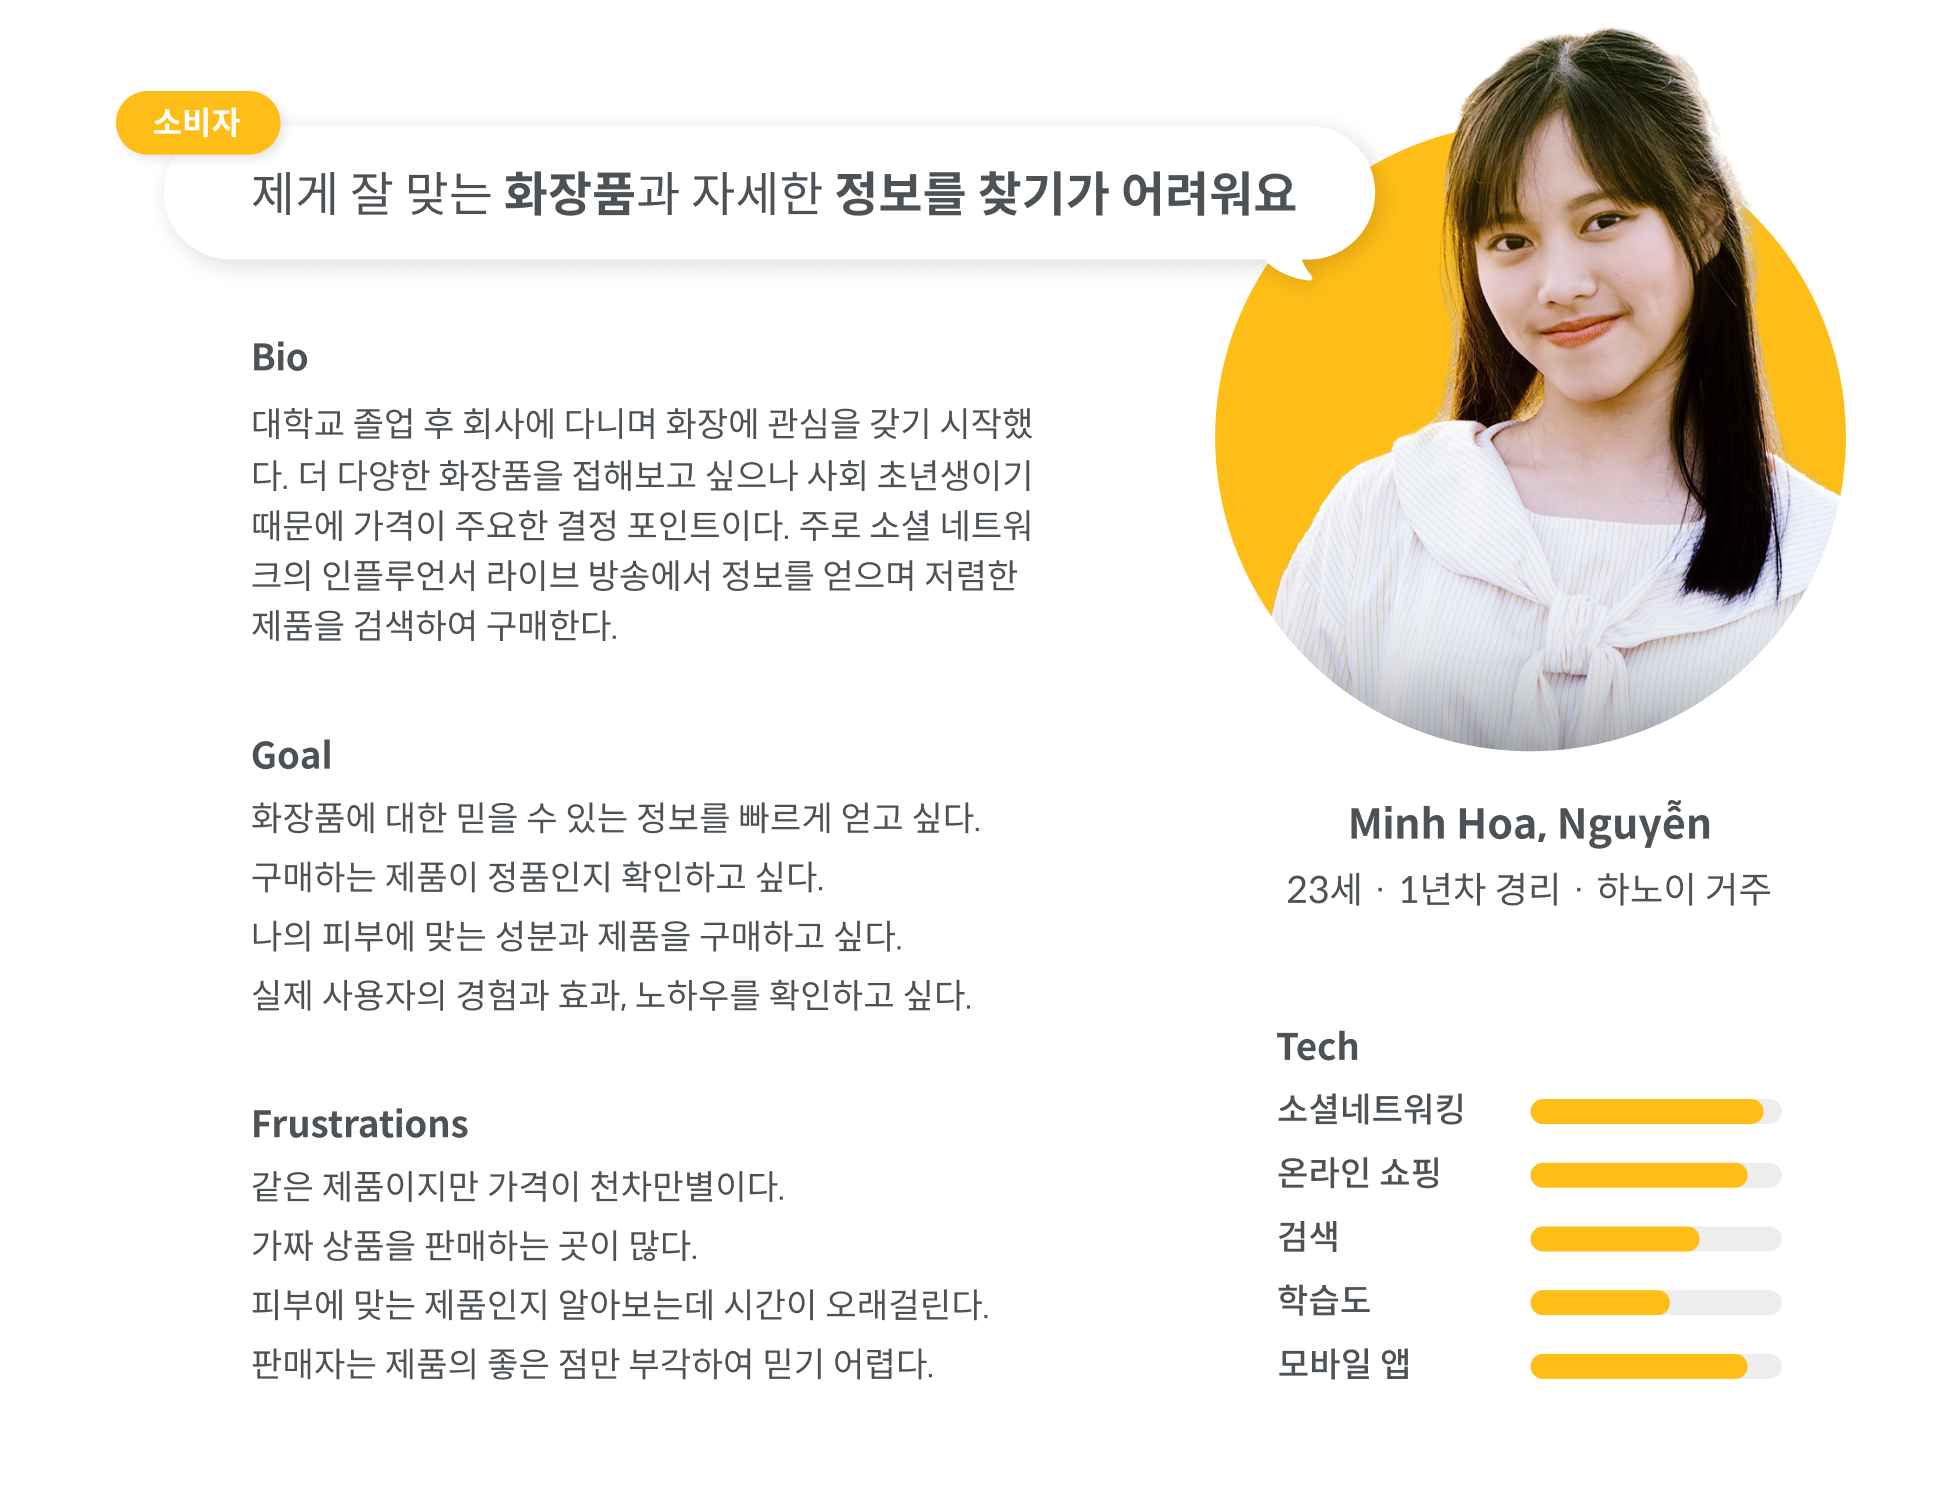 소비자
제게 잘 맞는 화장품과 자세한 정보를 찾기가 어려워요
Bio
대학교 졸업 후 회사에 다니며 화장에 관심을 갖기 시작했
다. 더 다양한 화장품을 접해보고 싶으나 사회 초년생이기
때문에 가격이 주요한 결정 포인트이다. 주로 소셜 네트워
크의 인플루언서 라이브 방송에서 정보를 얻으며 저렴한
제품을 검색하여 구매한다.
Goal
화장품에 대한 믿을 수 있는 정보를 빠르게 얻고 싶다.
구매하는 제품이 정품인지 확인하고 싶다.
나의 피부에 맞는 성분과 제품을 구매하고 싶다.
실제 사용자의 경험과 효과, 노하우를 확인하고 싶다.
Frustrations
같은 제품이지만 가격이 천차만별이다.
가짜 상품을 판매하는 곳이 많다.
피부에 맞는 제품인지 알아보는데 시간이 오래걸린다.
판매자는 제품의 좋은 점만 부각하여 믿기 어렵다.
Minh Hoa, Nguyễn
23세 · 1년차 경리 · 하노이 거주
Tech
소셜네트워킹
온라인 쇼핑
검색
학습도
모바일 앱